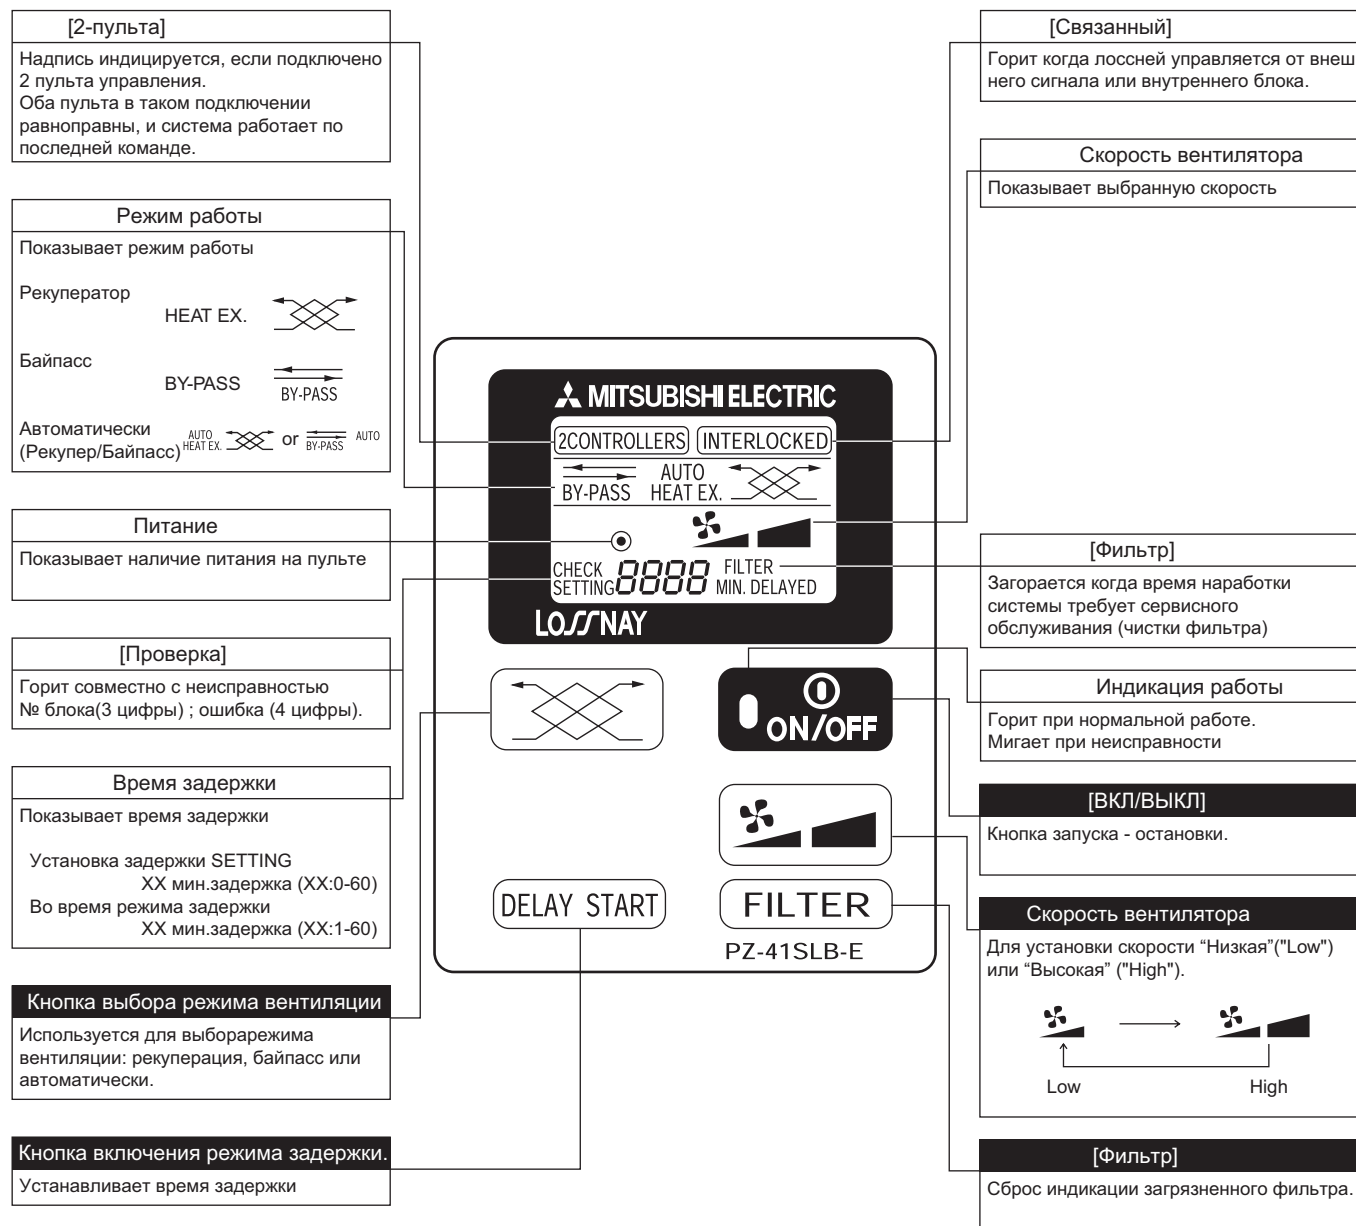 [2-пульта]
Надпись индицируется, если подключено
2 пульта управления.
Оба пульта в таком подключении
равноправны, и система работает по
последней команде.
Режим работы
Показывает режим работы
Рекуператор
HEAT EX.
Байпасс
BY-PASS
BY-PASS
Автоматически
(Рекупер/Байпасс)
AUTO
HEAT EX.
or
BY-PASS
AUTO
Питание
Показывает наличие питания на пульте
[Проверка]
Горит совместно с неисправностью
№ блока(3 цифры) ; ошибка (4 цифры).
Время задержки
Показывает время задержки
Установка задержки SETTING
XX мин.задержка (XX:0-60)
Во время режима задержки
XX мин.задержка (XX:1-60)
Кнопка выбора режима вентиляции
Используется для выборарежима
вентиляции: рекуперация, байпасс или
автоматически.
Кнопка включения режима задержки.
Устанавливает время задержки
MITSUBISHI ELECTRIC
2CONTROLLERS INTERLOCKED
BY-PASS
AUTO
HEAT EX.
CHECK
SETTING
8888
FILTER
MIN. DELAYED
LOSSNAY
ON/OFF
DELAY START
FILTER
PZ-41SLB-E
[Связанный]
Горит когда лоссней управляется от внеш
него сигнала или внутреннего блока.
Скорость вентилятора
Показывает выбранную скорость
[Фильтр]
Загорается когда время наработки
системы требует сервисного
обслуживания (чистки фильтра)
Индикация работы
Горит при нормальной работе.
Мигает при неисправности
[ВКЛ/ВЫКЛ]
Кнопка запуска - остановки.
Скорость вентилятора
Для установки скорости “Низкая”("Low")
или “Высокая” ("High").
Low High
[Фильтр]
Сброс индикации загрязненного фильтра.